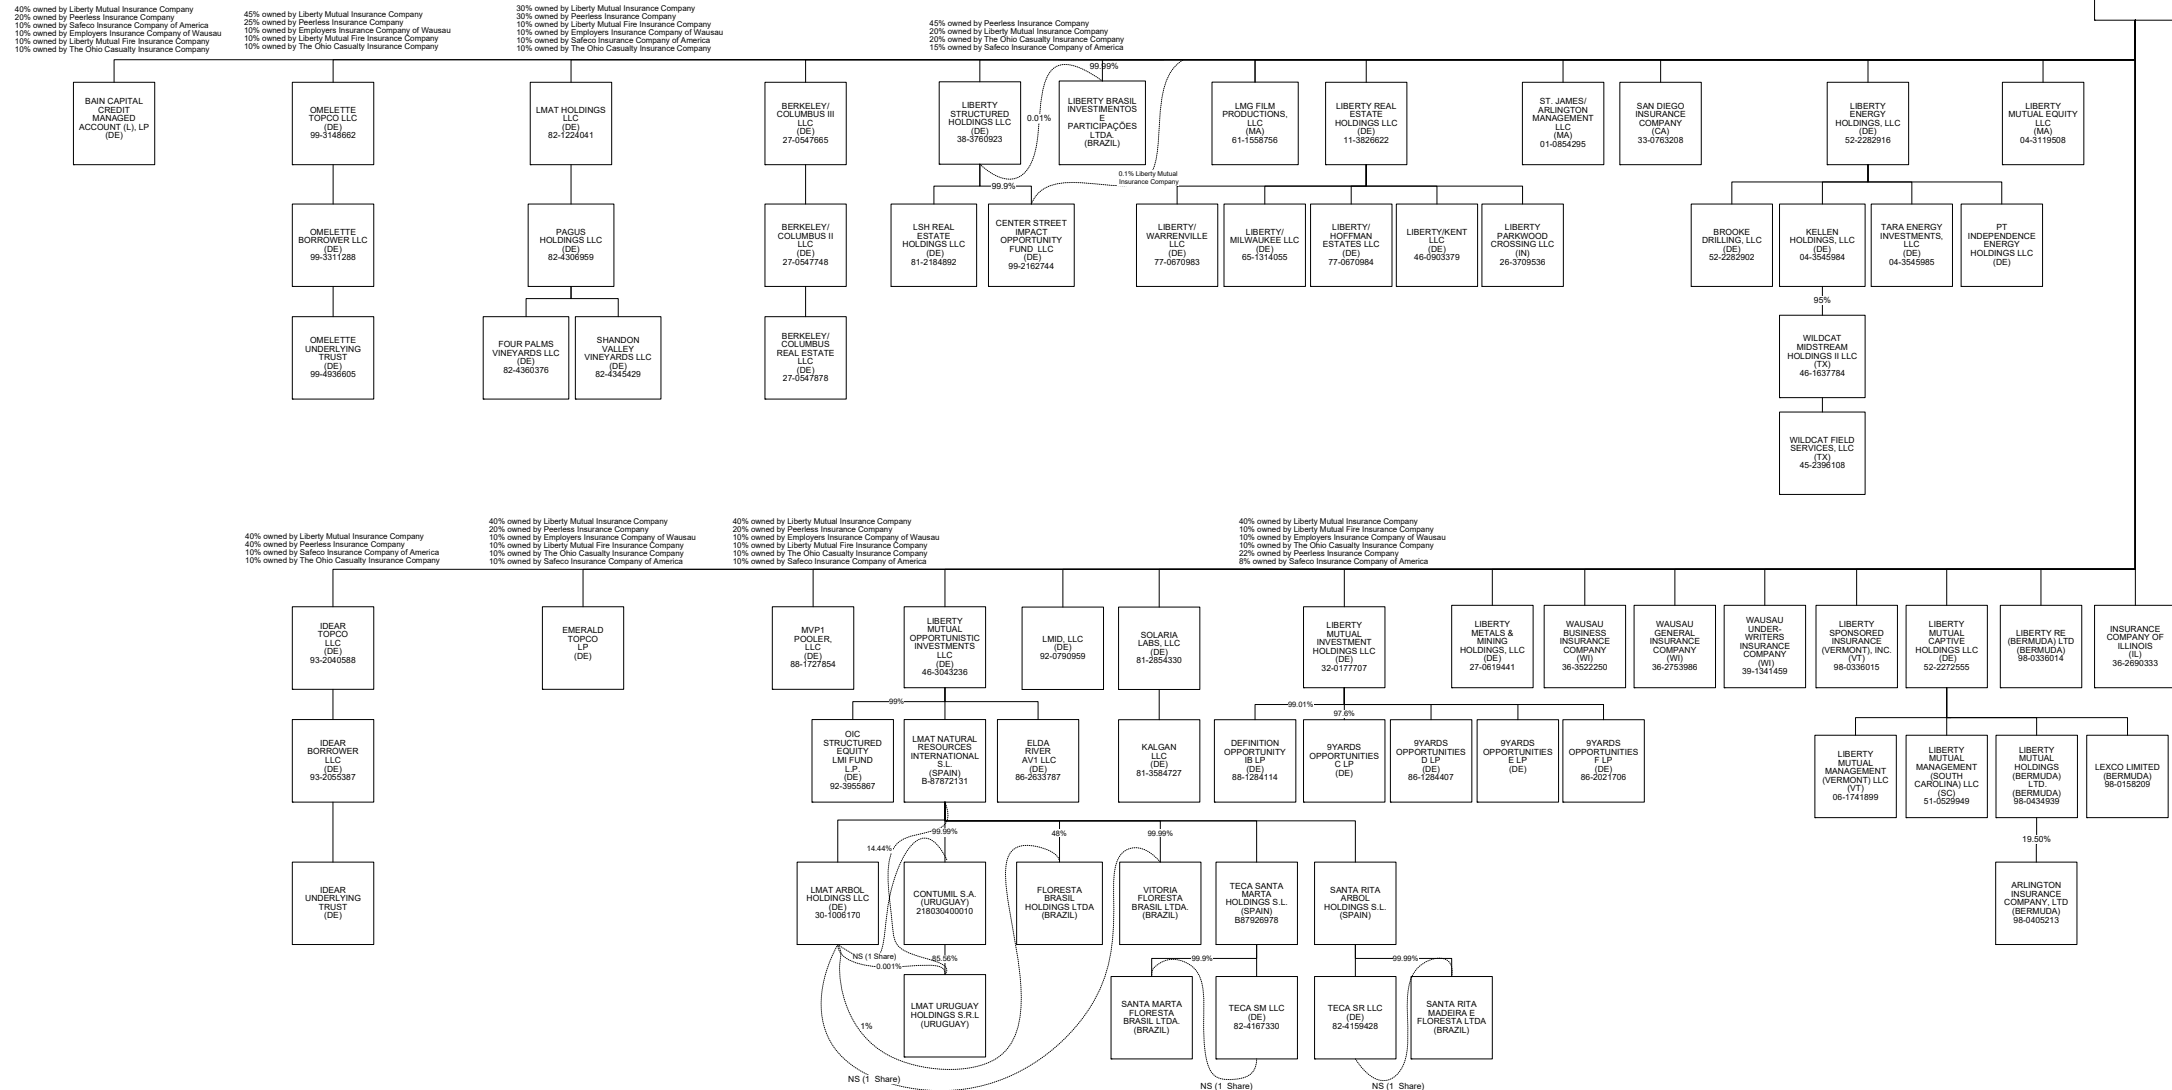 40% owned by Liberty Mutual Insurance Company
20% owned by Peerless Insurance Company
10% owned by Safeco Insurance Company of America
10% owned by Employers Insurance Company of Wausau
10% owned by Liberty Mutual Fire Insurance Company
10% owned by The Ohio Casualty Insurance Company
45% owned by Liberty Mutual Insurance Company
25% owned by Peerless Insurance Company
10% owned by Employers Insurance Company of Wausau
10% owned by Liberty Mutual Fire Insurance Company
10% owned by The Ohio Casualty Insurance Company
30% owned by Liberty Mutual Insurance Company
30% owned by Peerless Insurance Company
10% owned by Liberty Mutual Fire Insurance Company
10% owned by Employers Insurance Company of Wausau
10% owned by Safeco Insurance Company of America
10% owned by The Ohio Casualty Insurance Company
45% owned by Peerless Insurance Company
20% owned by Liberty Mutual Insurance Company
20% owned by The Ohio Casualty Insurance Company
15% owned by Safeco Insurance Company of America
BAIN CAPITAL
CREDIT
MANAGED
ACCOUNT (L), LP
(DE)
OMELETTE
TOPCO LLC
(DE)
99-3148662
LMAT HOLDINGS
LLC
(DE)
82-1224041
BERKELEY/
COLUMBUS III
LLC
(DE)
27-0547665
LIBERTY
STRUCTURED
HOLDINGS LLC
(DE)
38-3760923
0.01%
99.99%
LIBERTY BRASIL
INVESTIMENTOS
E
PARTICIPAÇÕES
LTDA.
(BRAZIL)
LMG FILM
PRODUCTIONS,
LLC
(MA)
61-1558756
LIBERTY REAL
ESTATE
HOLDINGS LLC
(DE)
11-3826622
ST. JAMES/
ARLINGTON
MANAGEMENT
LLC
(MA)
01-0854295
SAN DIEGO
INSURANCE
COMPANY
(CA)
33-0763208
LIBERTY
ENERGY
HOLDINGS, LLC
(DE)
52-2282916
LIBERTY
MUTUAL EQUITY
LLC
(MA)
04-3119508
99.9%
0.1% Liberty Mutual
Insurance Company
OMELETTE
BORROWER LLC
(DE)
99-3311288
PAGUS
HOLDINGS LLC
(DE)
82-4306959
BERKELEY/
COLUMBUS II
LLC
(DE)
27-0547748
LSH REAL
ESTATE
HOLDINGS LLC
(DE)
81-2184892
CENTER STREET
IMPACT
OPPORTUNITY
FUND LLC
(DE)
99-2162744
LIBERTY/
WARRENVILLE
LLC
(DE)
77-0670983
LIBERTY/
MILWAUKEE LLC
(DE)
65-1314055
LIBERTY/
HOFFMAN
ESTATES LLC
(DE)
77-0670984
LIBERTY/KENT
LLC
(DE)
46-0903379
LIBERTY
PARKWOOD
CROSSING LLC
(IN)
26-3709536
BROOKE
DRILLING, LLC
(DE)
52-2282902
KELLEN
HOLDINGS, LLC
(DE)
04-3545984
TARA ENERGY
INVESTMENTS,
LLC
(DE)
04-3545985
PT
INDEPENDENCE
ENERGY
HOLDINGS LLC
(DE)
95%
OMELETTE
UNDERLYING
TRUST
(DE)
99-4936605
FOUR PALMS
VINEYARDS LLC
(DE)
82-4360376
SHANDON
VALLEY
VINEYARDS LLC
(DE)
82-4345429
BERKELEY/
COLUMBUS
REAL ESTATE
LLC
(DE)
27-0547878
WILDCAT
MIDSTREAM
HOLDINGS II LLC
(TX)
46-1637784
WILDCAT FIELD
SERVICES, LLC
(TX)
45-2396108
40% owned by Liberty Mutual Insurance Company
40% owned by Peerless Insurance Company
10% owned by Safeco Insurance Company of America
10% owned by The Ohio Casualty Insurance Company
40% owned by Liberty Mutual Insurance Company
20% owned by Peerless Insurance Company
10% owned by Employers Insurance Company of Wausau
10% owned by Liberty Mutual Fire Insurance Company
10% owned by The Ohio Casualty Insurance Company
10% owned by Safeco Insurance Company of America
40% owned by Liberty Mutual Insurance Company
20% owned by Peerless Insurance Company
10% owned by Employers Insurance Company of Wausau
10% owned by Liberty Mutual Fire Insurance Company
10% owned by The Ohio Casualty Insurance Company
10% owned by Safeco Insurance Company of America
40% owned by Liberty Mutual Insurance Company
10% owned by Liberty Mutual Fire Insurance Company
10% owned by Employers Insurance Company of Wausau
10% owned by The Ohio Casualty Insurance Company
22% owned by Peerless Insurance Company
8% owned by Safeco Insurance Company of America
IDEAR
TOPCO
LLC
(DE)
93-2040588
EMERALD
TOPCO
LP
(DE)
MVP1
POOLER,
LLC
(DE)
88-1727854
LIBERTY
MUTUAL
OPPORTUNISTIC
INVESTMENTS
LLC
(DE)
46-3043236
LMID, LLC
(DE)
92-0790959
SOLARIA
LABS, LLC
(DE)
81-2854330
LIBERTY
MUTUAL
INVESTMENT
HOLDINGS LLC
(DE)
32-0177707
LIBERTY
METALS &
MINING
HOLDINGS, LLC
(DE)
27-0619441
WAUSAU
BUSINESS
INSURANCE
COMPANY
(WI)
36-3522250
WAUSAU
GENERAL
INSURANCE
COMPANY
(WI)
36-2753986
WAUSAU
UNDER-
WRITERS
INSURANCE
COMPANY
(WI)
39-1341459
LIBERTY
SPONSORED
INSURANCE
(VERMONT), INC.
(VT)
98-0336015
LIBERTY
MUTUAL
CAPTIVE
HOLDINGS LLC
(DE)
52-2272555
LIBERTY RE
(BERMUDA) LTD
(BERMUDA)
98-0336014
INSURANCE
COMPANY OF
ILLINOIS
(IL)
36-2690333
99%
99.01%
97.6%
IDEAR
BORROWER
LLC
(DE)
93-2055387
OIC
STRUCTURED
EQUITY
LMI FUND
L.P.
(DE)
92-3955867
LMAT NATURAL
RESOURCES
INTERNATIONAL
S.L.
(SPAIN)
B-87872131
ELDA
RIVER
AV1 LLC
(DE)
86-2633787
KALGAN
LLC
(DE)
81-3584727
DEFINITION
OPPORTUNITY
IB LP
(DE)
88-1284114
9YARDS
OPPORTUNITIES
C LP
(DE)
9YARDS
OPPORTUNITIES
D LP
(DE)
86-1284407
9YARDS
OPPORTUNITIES
E LP
(DE)
9YARDS
OPPORTUNITIES
F LP
(DE)
86-2021706
LIBERTY
MUTUAL
MANAGEMENT
(VERMONT) LLC
(VT)
06-1741899
LIBERTY
MUTUAL
MANAGEMENT
(SOUTH
CAROLINA) LLC
(SC)
51-0529949
LIBERTY
MUTUAL
HOLDINGS
(BERMUDA)
LTD.
(BERMUDA)
98-0434939
LEXCO LIMITED
(BERMUDA)
98-0158209
14.44%
99.99%
48%
99.99%
19.50%
IDEAR
UNDERLYING
TRUST
(DE)
LMAT ARBOL
HOLDINGS LLC
(DE)
30-1006170
CONTUMIL S.A.
(URUGUAY)
218030400010
FLORESTA
BRASIL
HOLDINGS LTDA
(BRAZIL)
VITORIA
FLORESTA
BRASIL LTDA.
(BRAZIL)
TECA SANTA
MARTA
HOLDINGS S.L.
(SPAIN)
B87926978
SANTA RITA
ARBOL
HOLDINGS S.L.
(SPAIN)
ARLINGTON
INSURANCE
COMPANY, LTD
(BERMUDA)
98-0405213
NS (1 Share)
0.001%
85.56%
99.9%
99.99%
LMAT URUGUAY
HOLDINGS S.R.L
(URUGUAY)
SANTA MARTA
FLORESTA
BRASIL LTDA.
(BRAZIL)
TECA SM LLC
(DE)
82-4167330
TECA SR LLC
(DE)
82-4159428
SANTA RITA
MADEIRA E
FLORESTA LTDA
(BRAZIL)
1%
NS (1 Share)
NS (1 Share)
NS (1 Share)